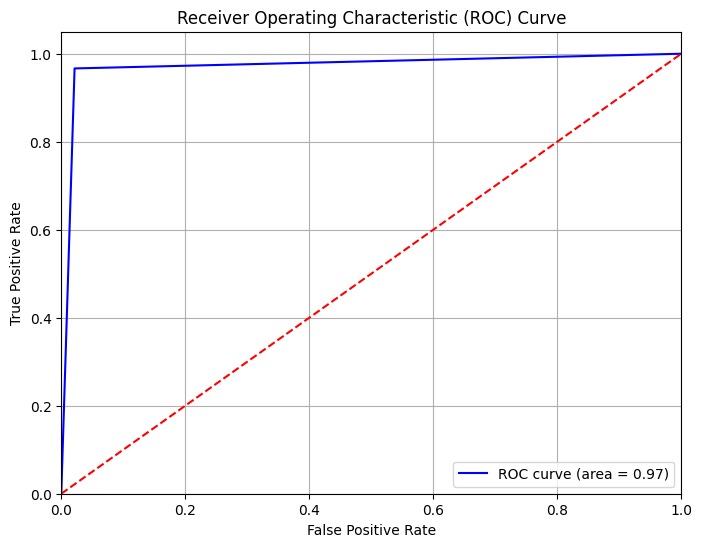 Receiver Operating Characteristic (ROC) Curve
1.0
0.8
0.6
0.4
0.2
0.0
True Positive Rate
ROC curve (area = 0.97)
0.0 0.2 0.4 0.6 0.8 1.0
False Positive Rate